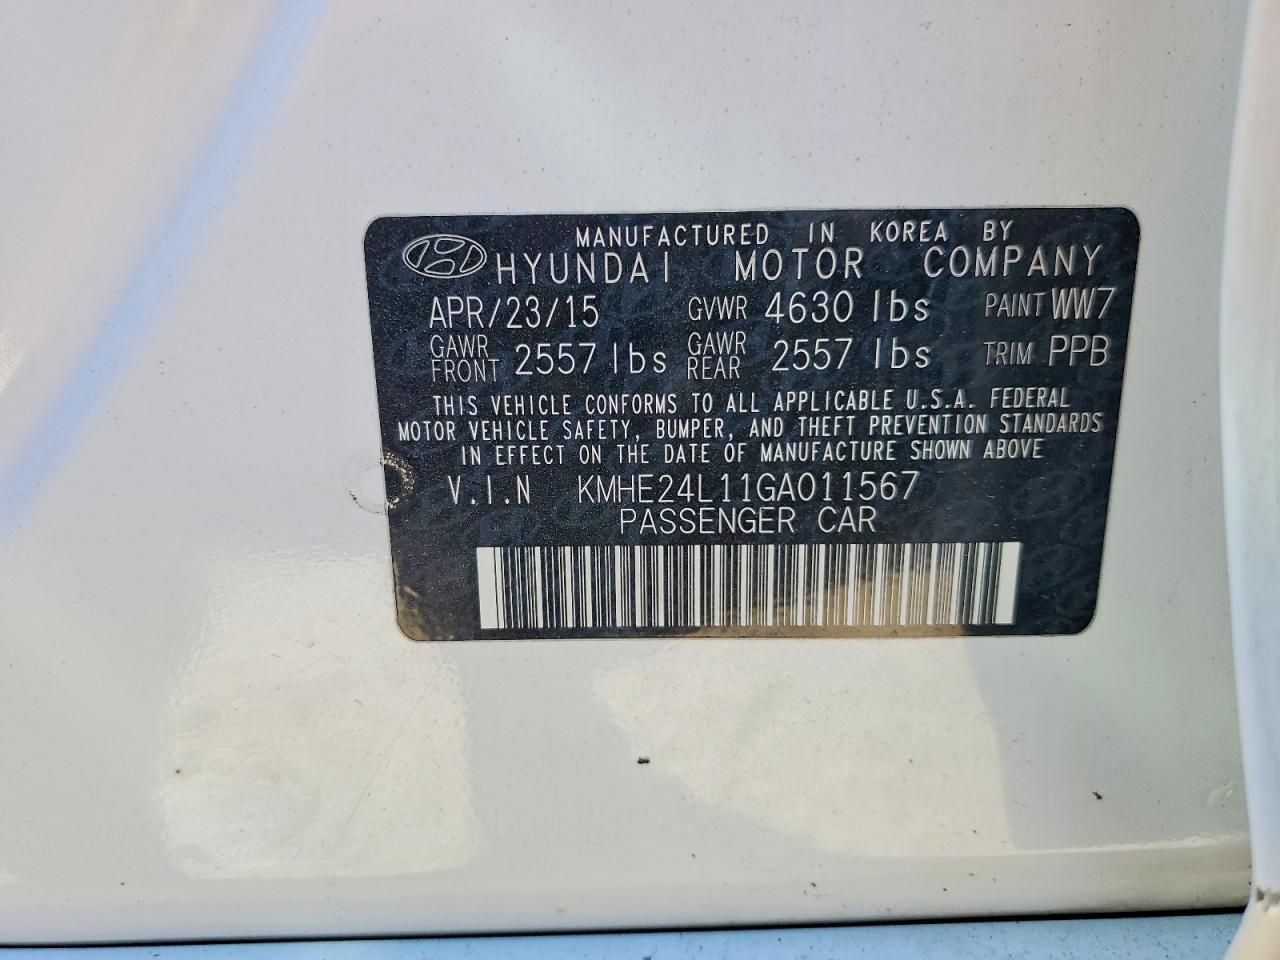 MANUFACTURED IN KOREA BY
HYUNDAI MOTOR COMPANY
APR/23/15 GVWR 4630 lbs PAINT WW7
GAWR FRONT 2557 lbs GAWR REAR 2557 lbs TRIM PPB
THIS VEHICLE CONFORMS TO ALL APPLICABLE U.S.A. FEDERAL
MOTOR VEHICLE SAFETY, BUMPER, AND THEFT PREVENTION STANDARDS
IN EFFECT ON THE DATE OF MANUFACTURE SHOWN ABOVE
V.I.N KMHE24L11GA011567
PASSENGER CAR